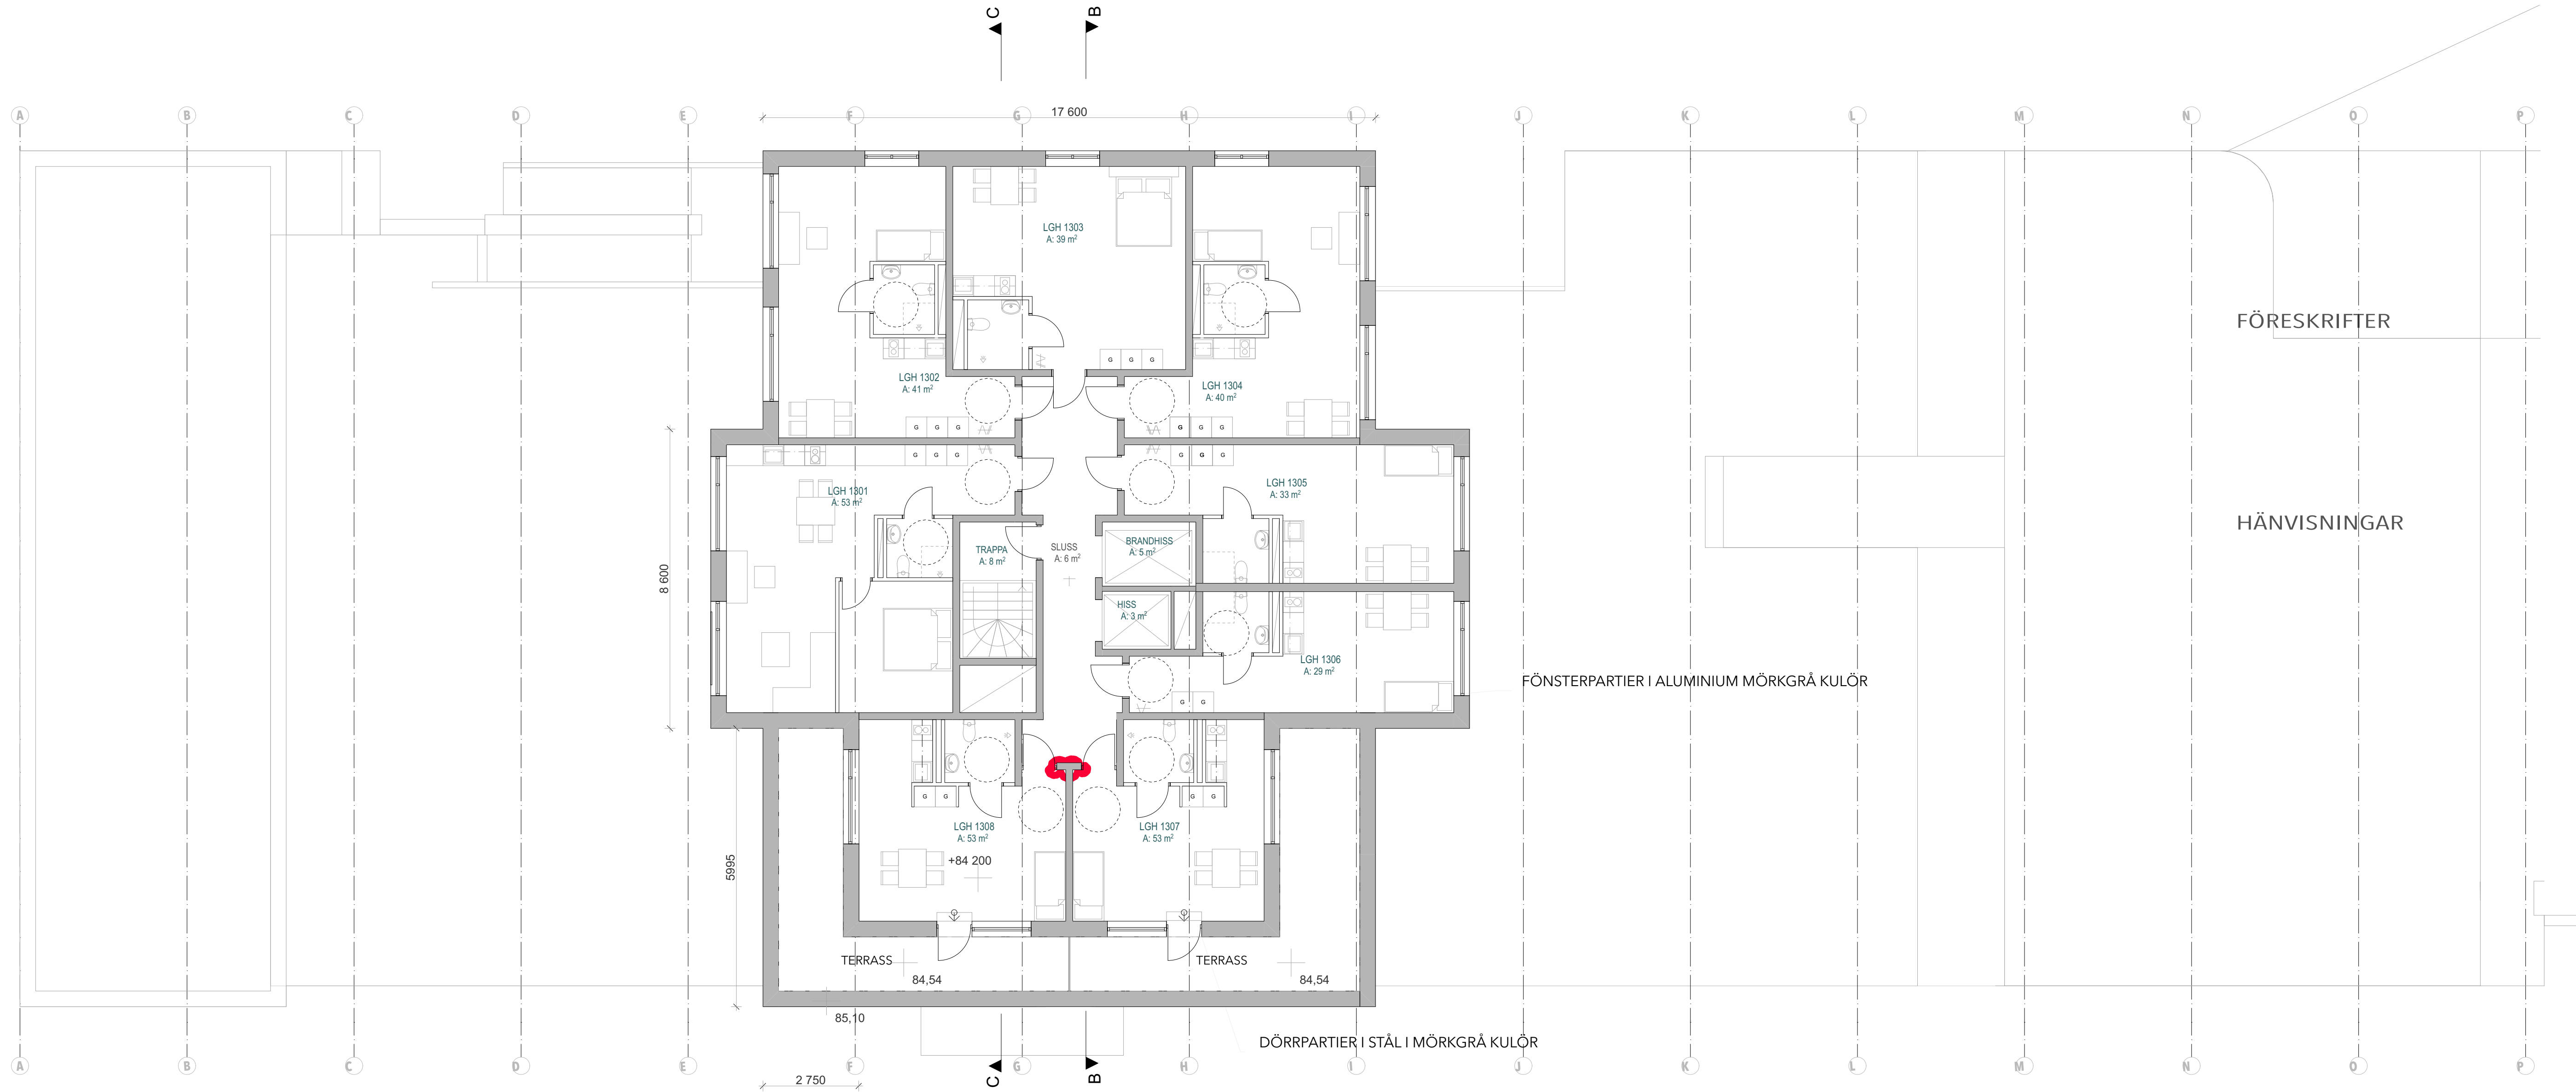 C B
A B C D E F G H I J K L M N O P
17 600
LGH 1303
A: 39 m²
FÖRESKRIFTER
LGH 1302
A: 41 m²
G G G
LGH 1304
A: 40 m²
G G G
G G G
G G G
G G G
LGH 1301
A: 53 m²
LGH 1305
A: 33 m²
HÄNVISNINGAR
TRAPPA
A: 8 m²
SLUSS
A: 6 m²
BRANDHISS
A: 5 m²
8 600
HISS
A: 3 m²
LGH 1306
A: 29 m²
FÖNSTERPARTIER I ALUMINIUM MÖRKGRÅ KULÖR
G G
G G
G G
LGH 1308
A: 53 m²
LGH 1307
A: 53 m²
+84 200
5995
TERRASS
TERRASS
84,54
84,54
85,10
DÖRRPARTIER I STÅL I MÖRKGRÅ KULÖR
A B C D E F G H I J K L M N O P
2 750
C B